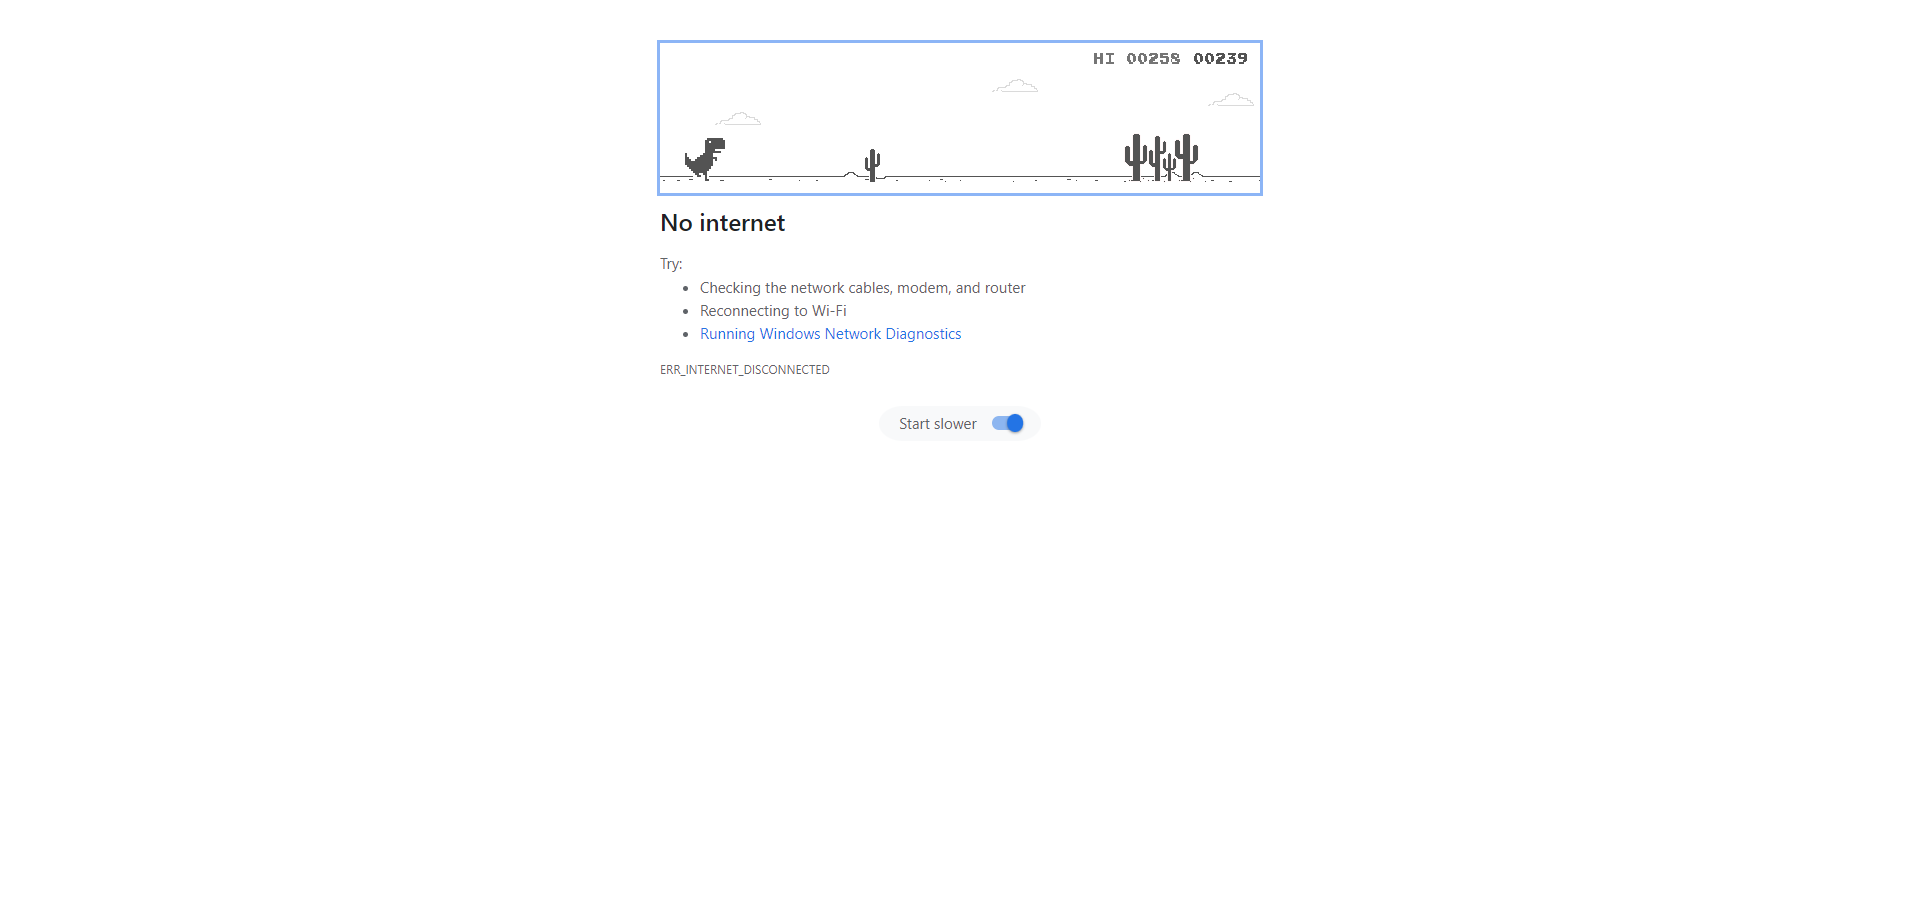 HI 00258 00239
No internet
Try:
Checking the network cables, modem, and router
Reconnecting to Wi-Fi
Running Windows Network Diagnostics
ERR_INTERNET_DISCONNECTED
Start slower